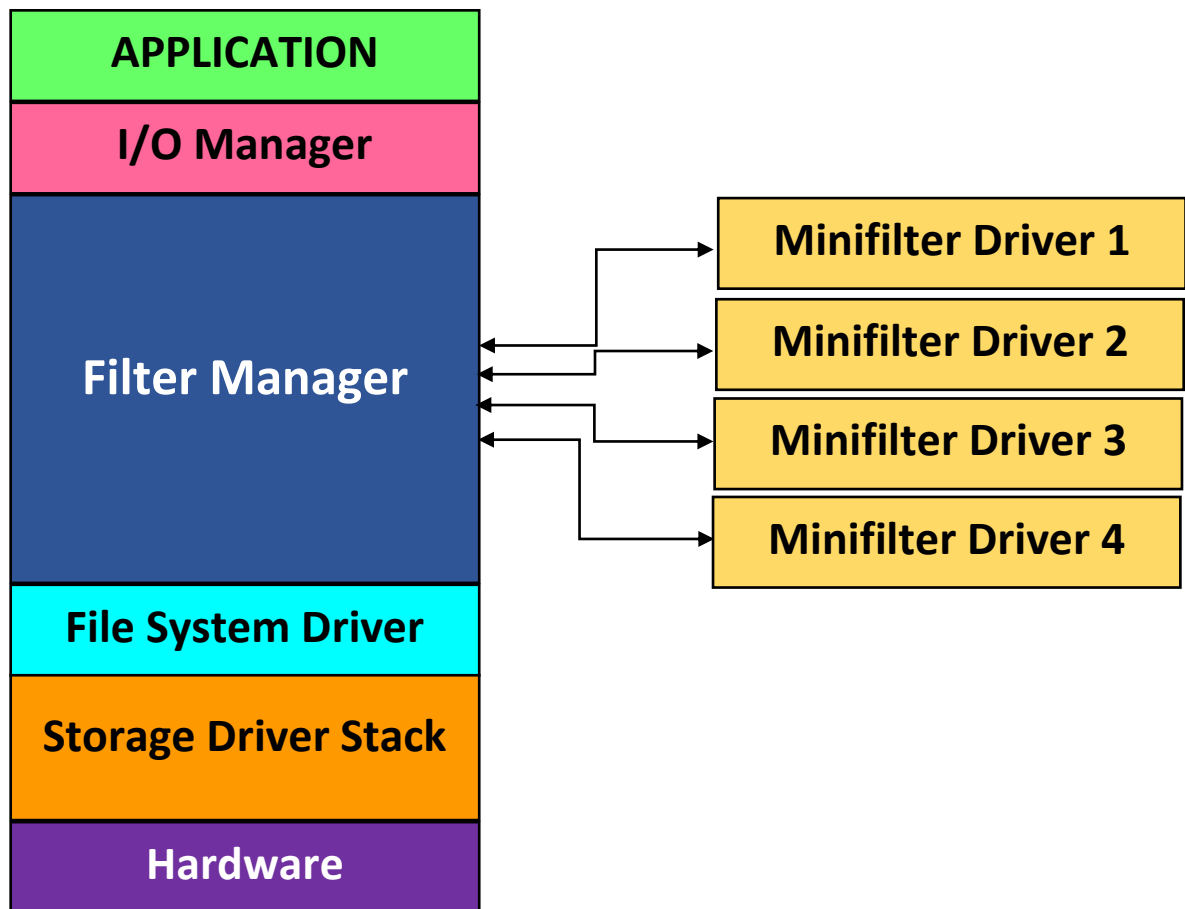 APPLICATION
I/O Manager
Filter Manager
File System Driver
Storage Driver Stack
Hardware
Minifilter Driver 1
Minifilter Driver 2
Minifilter Driver 3
Minifilter Driver 4